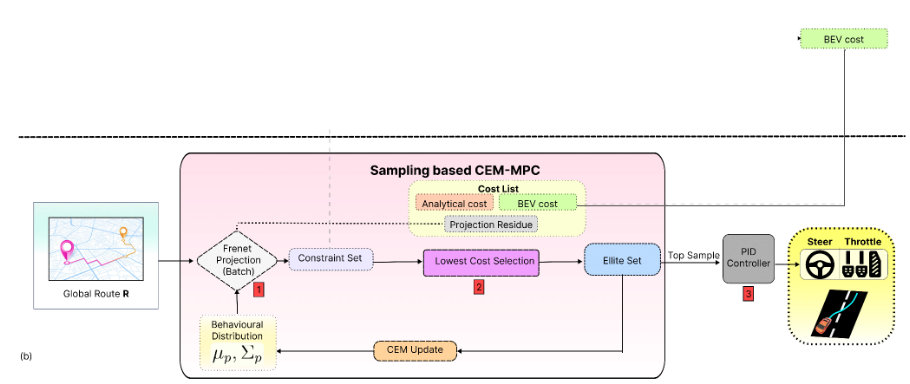 BEV cost
Sampling based CEM-MPC
Cost List
Analytical cost
BEV cost
Projection Residue
Global Route R
Frenet
Projection
(Batch)
1
Constraint Set
Lowest Cost Selection
2
Ellite Set
Top Sample
PID
Controller
3
Steer Throttle
Behavioural
Distribution
μp, Σp
CEM Update
(b)